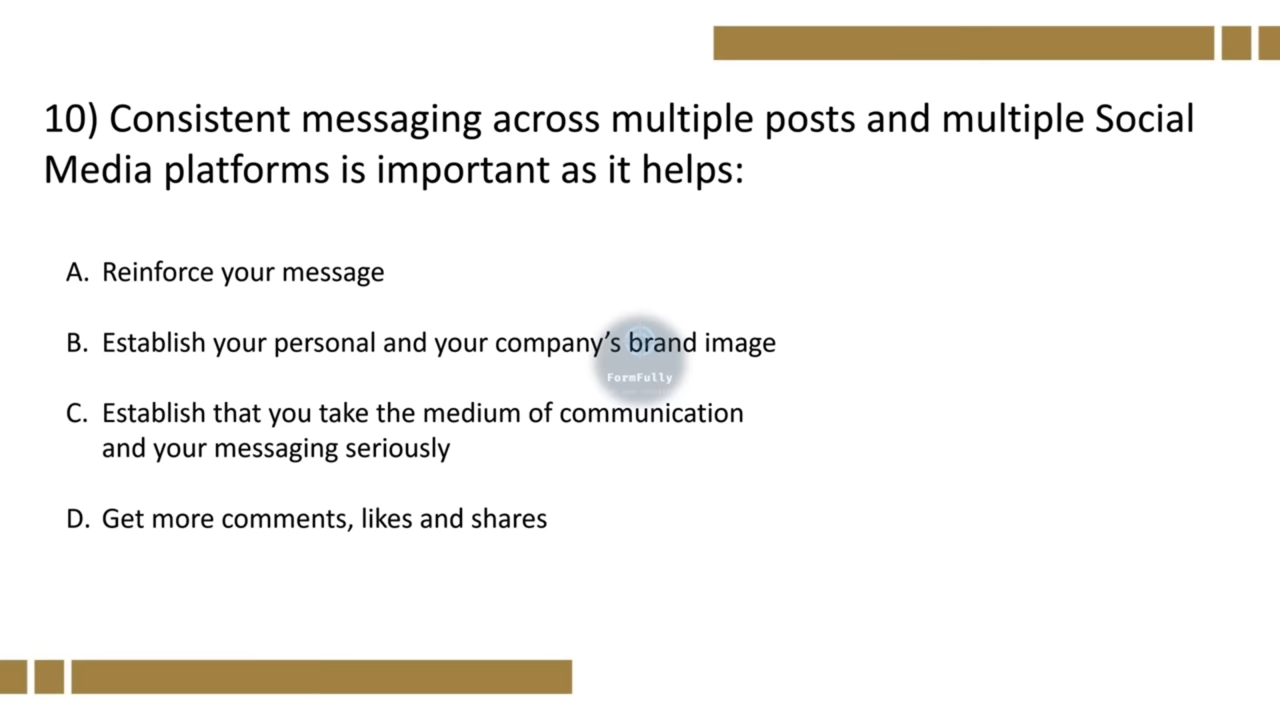 10) Consistent messaging across multiple posts and multiple Social
Media platforms is important as it helps:
A. Reinforce your message
B. Establish your personal and your company’s brand image
FormFully
C. Establish that you take the medium of communication
and your messaging seriously
D. Get more comments, likes and shares